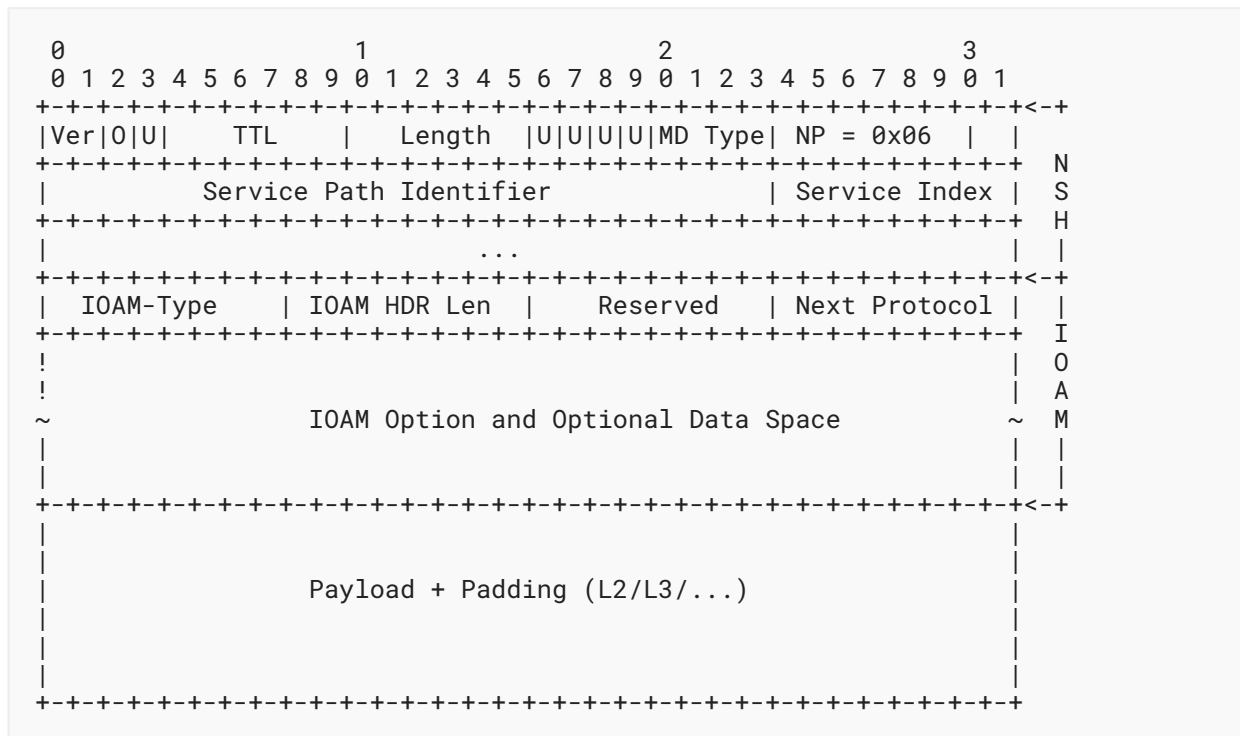 0                   1                   2                   3
 0 1 2 3 4 5 6 7 8 9 0 1 2 3 4 5 6 7 8 9 0 1 2 3 4 5 6 7 8 9 0 1
+-+-+-+-+-+-+-+-+-+-+-+-+-+-+-+-+-+-+-+-+-+-+-+-+-+-+-+-+-+-+-+-+<-+
|Ver|O|U|    TTL    |   Length  |U|U|U|U|MD Type| NP = 0x06  |  |
+-+-+-+-+-+-+-+-+-+-+-+-+-+-+-+-+-+-+-+-+-+-+-+-+-+-+-+-+-+-+-+-+  N
|          Service Path Identifier              | Service Index |  S
+-+-+-+-+-+-+-+-+-+-+-+-+-+-+-+-+-+-+-+-+-+-+-+-+-+-+-+-+-+-+-+-+  H
|                            ...                                |  |
+-+-+-+-+-+-+-+-+-+-+-+-+-+-+-+-+-+-+-+-+-+-+-+-+-+-+-+-+-+-+-+-+<-+
|  IOAM-Type    | IOAM HDR Len  |    Reserved   | Next Protocol |  |
+-+-+-+-+-+-+-+-+-+-+-+-+-+-+-+-+-+-+-+-+-+-+-+-+-+-+-+-+-+-+-+-+  I
!                                                               |  O
!                                                               |  A
~                 IOAM Option and Optional Data Space           ~  M
|                                                               |  |
|                                                               |  |
+-+-+-+-+-+-+-+-+-+-+-+-+-+-+-+-+-+-+-+-+-+-+-+-+-+-+-+-+-+-+-+-+<-+
|                                                               |
|                                                               |
|                 Payload + Padding (L2/L3/...)                 |
|                                                               |
|                                                               |
|                                                               |
+-+-+-+-+-+-+-+-+-+-+-+-+-+-+-+-+-+-+-+-+-+-+-+-+-+-+-+-+-+-+-+-+